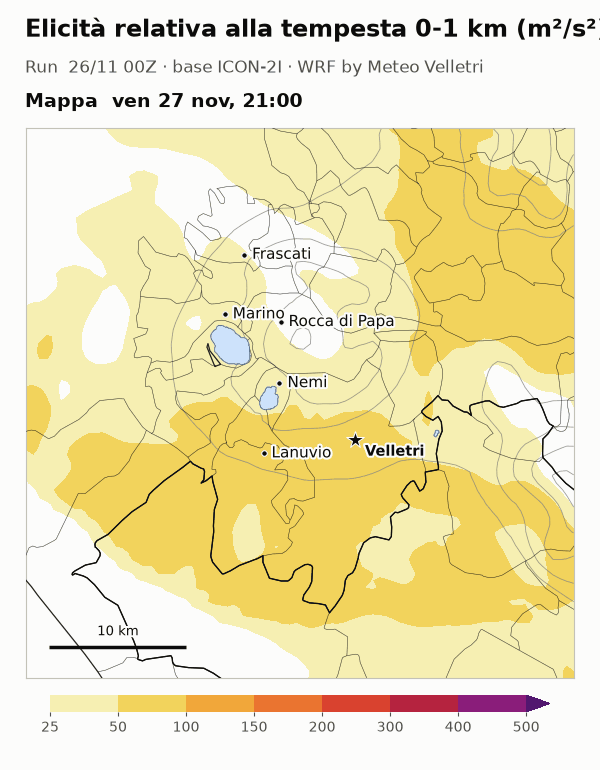 Elicità relativa alla tempesta 0-1 km (m²/s²)
Run  26/11 00Z · base ICON-2I · WRF by Meteo Velletri
Mappa  ven 27 nov, 21:00
Frascati
Marino
Rocca di Papa
Nemi
Velletri
Lanuvio
10 km
25 50 100 150 200 300 400 500